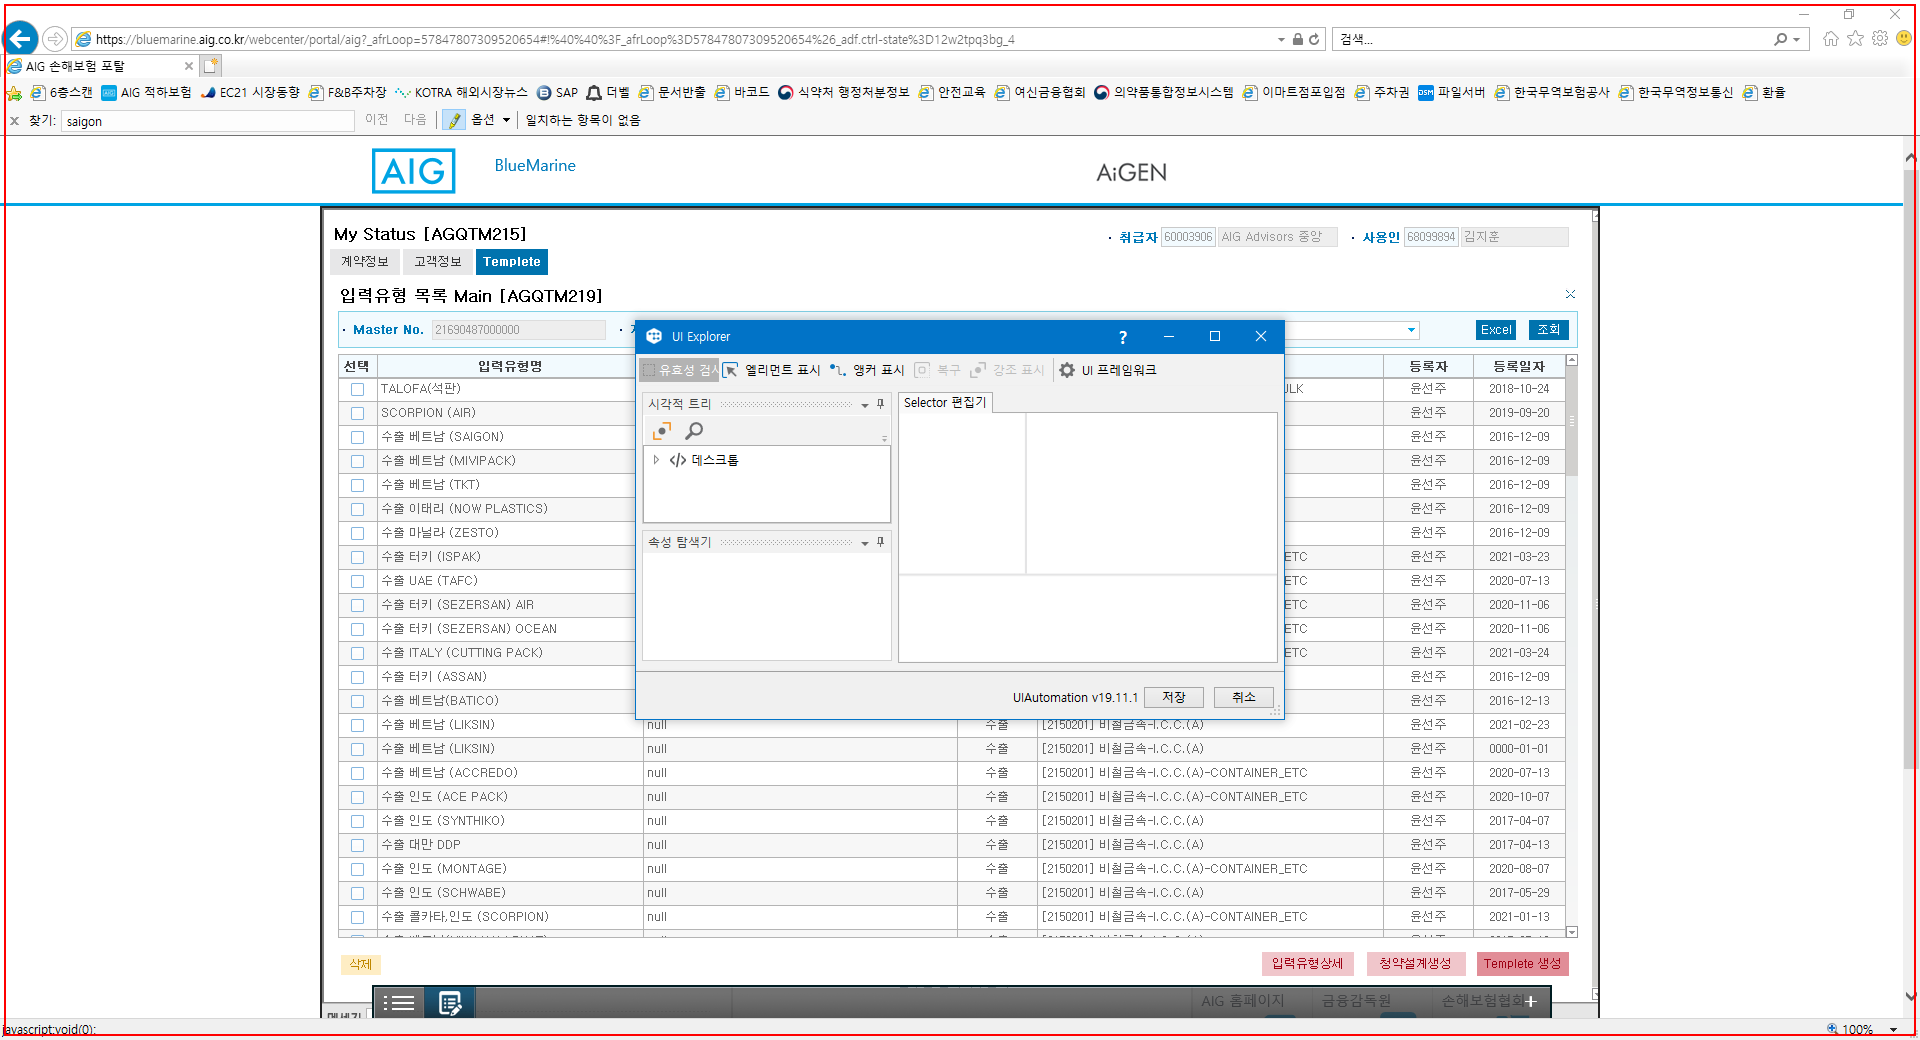 https://bluemarine.aig.co.kr/webcenter/portal/aig?_afrLoop=57847807309520654#!%40%40%3F_afrLoop%3D57847807309520654%26_adf.ctrl-state%3D12w2tpq3bg_4
검색...
AIG 손해보험 포탈
6층스캔 AIG 적하보험 EC21 시장동향 F&B주차장 KOTRA 해외시장뉴스 SAP 더벨 문서반출 바코드 식약처 행정처분정보 안전교육 여신금융협회 의약품통합정보시스템 이마트점포입점 주차권 파일서버 한국무역보험공사 한국무역정보통신 환율
찾기: saigon 이전 다음 옵션 일치하는 항목이 없음
AIG BlueMarine AiGEN
My Status [AGQTM215]
취급자 60003906 AIG Advisors 중앙 사용인 68099894 김지훈
계약정보 고객정보 Templete
입력유형 목록 Main [AGQTM219]
Master No. 21690487000000 Excel 조회
UI Explorer ?
유효성 검사 엘리먼트 표시 앵커 표시 복구 강조 표시 UI 프레임워크
시각적 트리
데스크톱
속성 탐색기
Selector 편집기
UIAutomation v19.11.1 저장 취소
선택 입력유형명 등록자 등록일자
TALOFA(석판) ULK 윤선주 2018-10-24
SCORPION (AIR) 윤선주 2019-09-20
수출 베트남 (SAIGON) 윤선주 2016-12-09
수출 베트남 (MIVIPACK) 윤선주 2016-12-09
수출 베트남 (TKT) 윤선주 2016-12-09
수출 이태리 (NOW PLASTICS) 윤선주 2016-12-09
수출 마닐라 (ZESTO) 윤선주 2016-12-09
수출 터키 (ISPAK) ETC 윤선주 2021-03-23
수출 UAE (TAFC) 윤선주 2020-07-13
수출 터키 (SEZERSAN) AIR ETC 윤선주 2020-11-06
수출 터키 (SEZERSAN) OCEAN ETC 윤선주 2020-11-06
수출 ITALY (CUTTING PACK) ETC 윤선주 2021-03-24
수출 터키 (ASSAN) 윤선주 2016-12-09
수출 베트남(BATICO) 윤선주 2016-12-13
수출 베트남 (LIKSIN) null 수출 [2150201] 비철금속-I.C.C.(A) 윤선주 2021-02-23
수출 베트남 (LIKSIN) null 수출 [2150201] 비철금속-I.C.C.(A) 윤선주 0000-01-01
수출 베트남 (ACCREDO) null 수출 [2150201] 비철금속-I.C.C.(A)-CONTAINER_ETC 윤선주 2020-07-13
수출 인도 (ACE PACK) null 수출 [2150201] 비철금속-I.C.C.(A)-CONTAINER_ETC 윤선주 2020-10-07
수출 인도 (SYNTHIKO) null 수출 [2150201] 비철금속-I.C.C.(A) 윤선주 2017-04-07
수출 대만 DDP null 수출 [2150201] 비철금속-I.C.C.(A) 윤선주 2017-04-13
수출 인도 (MONTAGE) null 수출 [2150201] 비철금속-I.C.C.(A)-CONTAINER_ETC 윤선주 2020-08-07
수출 인도 (SCHWABE) null 수출 [2150201] 비철금속-I.C.C.(A) 윤선주 2017-05-29
수출 콜카타,인도 (SCORPION) null 수출 [2150201] 비철금속-I.C.C.(A)-CONTAINER_ETC 윤선주 2021-01-13
삭제 입력유형상세 청약설계생성 Templete 생성
AIG 홈페이지 금융감독원 손해보험협회
메세지
javascript:void(0);
100%